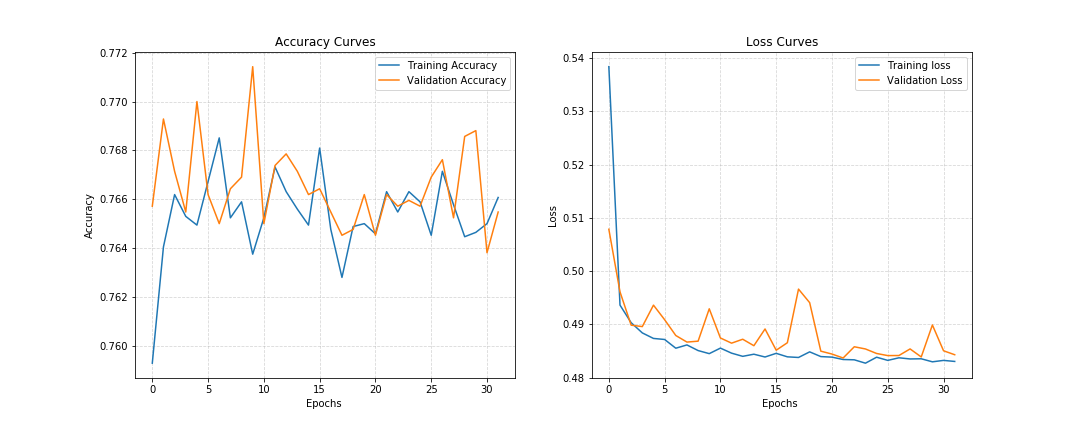 Accuracy Curves
0.772
0.770
0.768
0.766
0.764
0.762
0.760
Accuracy
Training Accuracy
Validation Accuracy
0 5 10 15 20 25 30
Epochs
Loss Curves
0.54
0.53
0.52
0.51
0.50
0.49
0.48
Loss
Training loss
Validation Loss
0 5 10 15 20 25 30
Epochs